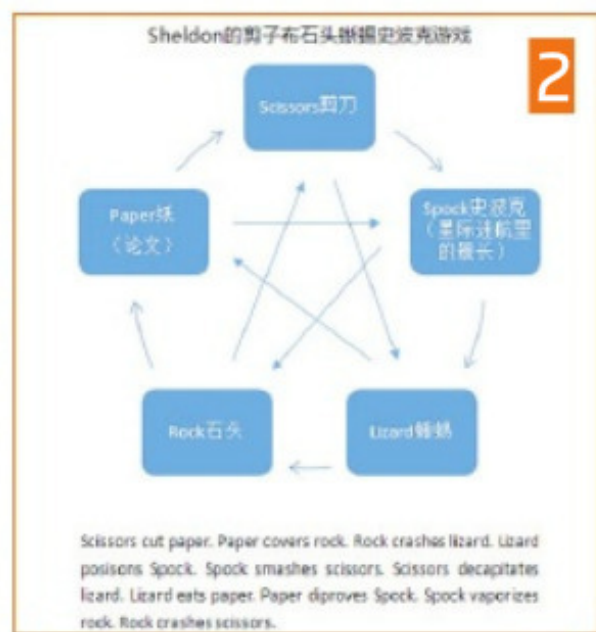 Sheldon的剪子布石头蜥蜴史波克游戏
2
Scissors剪刀
Paper纸
（论文）
Spock史波克
（星际迷航里
的舰长）
Rock石头
Lizard蜥蜴
Scissors cut paper. Paper covers rock. Rock crashes lizard. Lizard
posisons Spock. Spock smashes scissors. Scissors decapitates
lizard. Lizard eats paper. Paper diproves Spock. Spock vaporizes
rock. Rock crashes scissors.